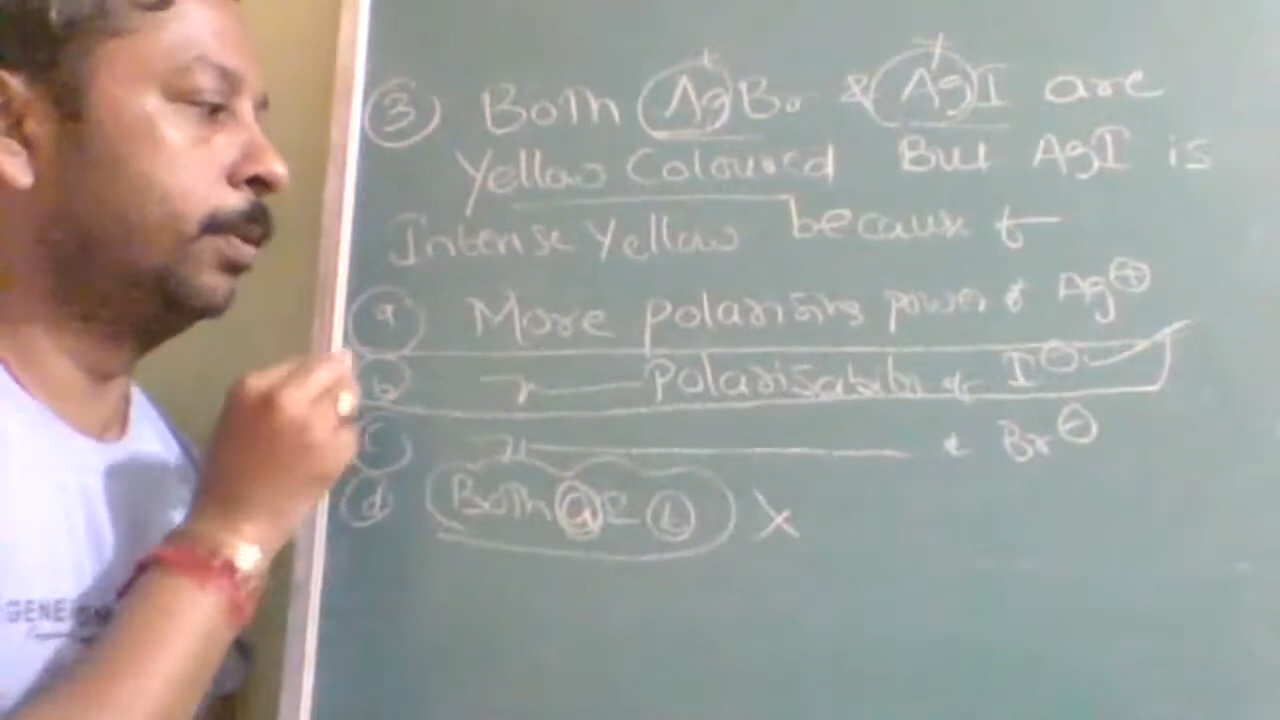 ③ Both AgBr & AgI are
Yellow Coloured But AgI is
Intense Yellow because
ⓐ More polarising power of Ag⊕
ⓑ —〃— Polarisability of I⊖
ⓒ —〃— Br⊖
ⓓ Both ⓐ & ⓑ ×